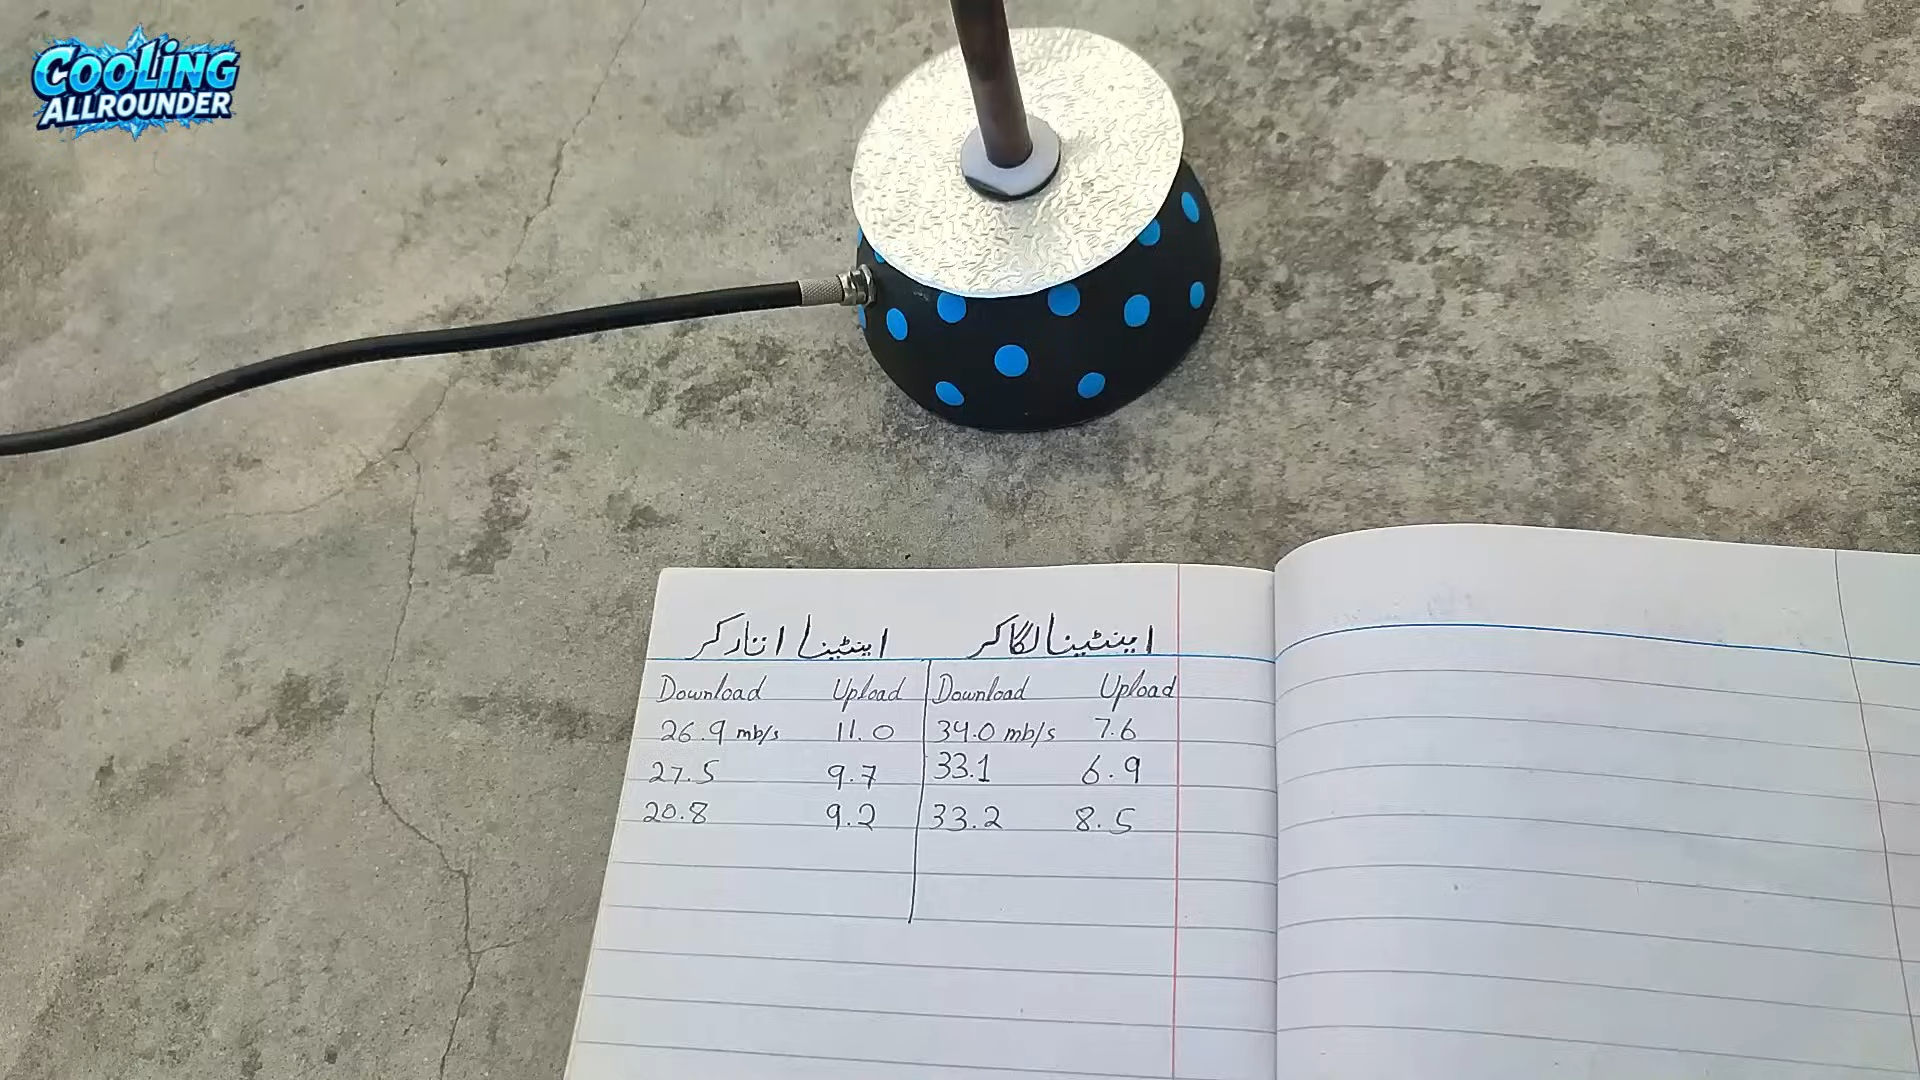 COOLING
ALLROUNDER
اینٹینا اتار کر اینٹینا لگا کر
Download Upload Download Upload
26.9 mb/s 11.0 34.0 mb/s 7.6
27.5 9.7 33.1 6.9
20.8 9.2 33.2 8.5